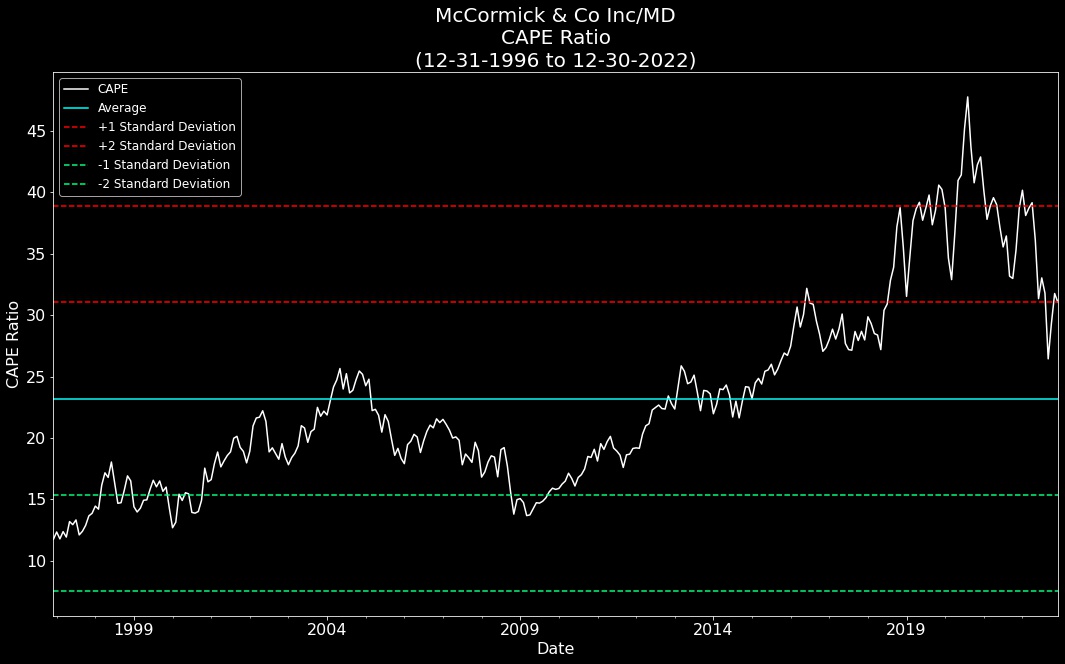 McCormick & Co Inc/MD
CAPE Ratio
(12-31-1996 to 12-30-2022)
CAPE
Average
+1 Standard Deviation
+2 Standard Deviation
-1 Standard Deviation
-2 Standard Deviation
CAPE Ratio
45
40
35
30
25
20
15
10
1999
2004
2009
2014
2019
Date